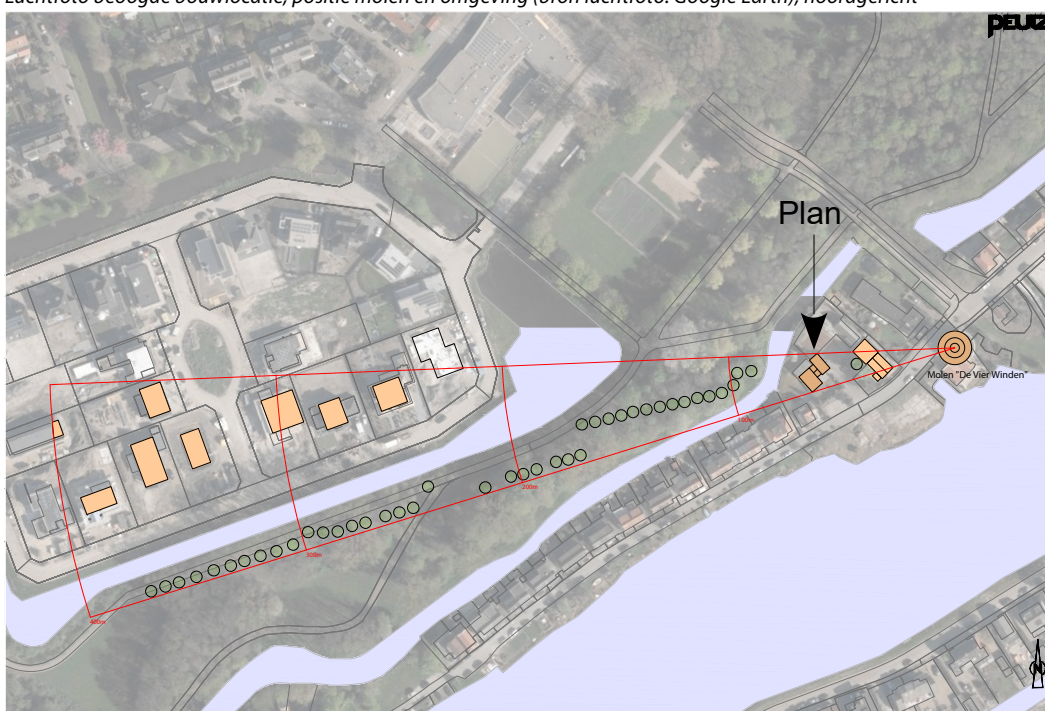 Luchtfoto beoogde bouwlocatie, positie molen en omgeving (bron luchtfoto: Google Earth), noordgericht
peutz
Plan
Molen "De Vier Winden"
100m
200m
300m
400m
N